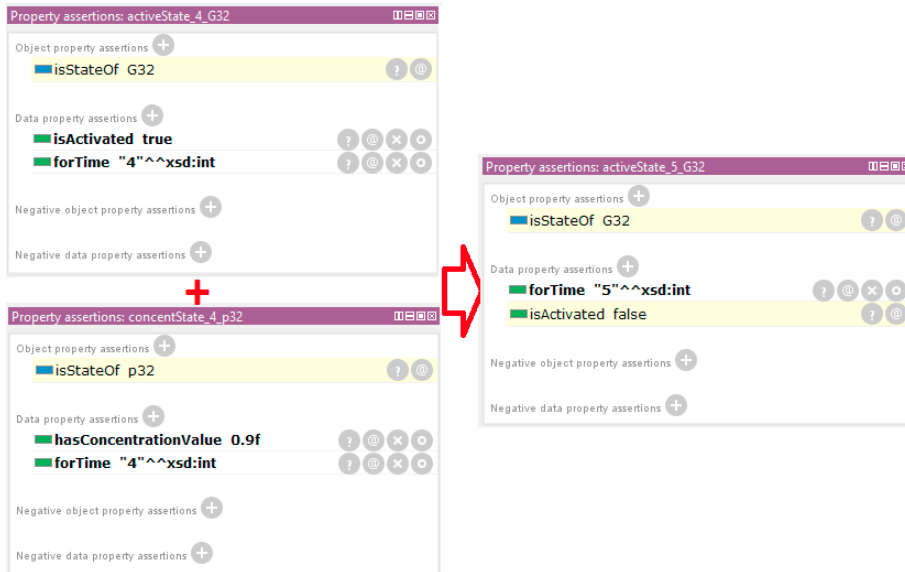 Property assertions: activeState_4_G32
Object property assertions
isStateOf G32
Data property assertions
isActivated true
forTime "4"^^xsd:int
Negative object property assertions
Negative data property assertions
+
Property assertions: concentState_4_p32
Object property assertions
isStateOf p32
Data property assertions
hasConcentrationValue 0.9f
forTime "4"^^xsd:int
Negative object property assertions
Negative data property assertions
Property assertions: activeState_5_G32
Object property assertions
isStateOf G32
Data property assertions
forTime "5"^^xsd:int
isActivated false
Negative object property assertions
Negative data property assertions